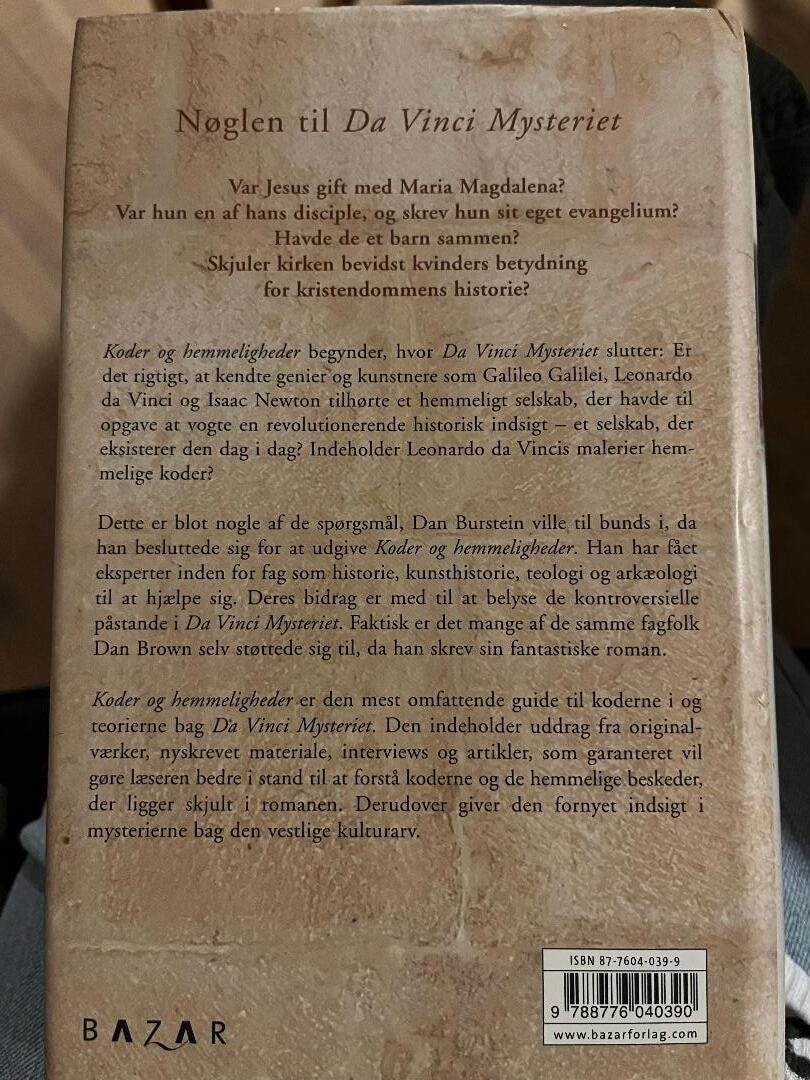 Nøglen til Da Vinci Mysteriet
Var Jesus gift med Maria Magdalena?
Var hun en af hans disciple, og skrev hun sit eget evangelium?
Havde de et barn sammen?
Skjuler kirken bevidst kvinders betydning
for kristendommens historie?
Koder og hemmeligheder begynder, hvor Da Vinci Mysteriet slutter: Er
det rigtigt, at kendte genier og kunstnere som Galileo Galilei, Leonardo
da Vinci og Isaac Newton tilhørte et hemmeligt selskab, der havde til
opgave at vogte en revolutionerende historisk indsigt – et selskab, der
eksisterer den dag i dag? Indeholder Leonardo da Vincis malerier hem-
melige koder?
Dette er blot nogle af de spørgsmål, Dan Burstein ville til bunds i, da
han besluttede sig for at udgive Koder og hemmeligheder. Han har fået
eksperter inden for fag som historie, kunsthistorie, teologi og arkæologi
til at hjælpe sig. Deres bidrag er med til at belyse de kontroversielle
påstande i Da Vinci Mysteriet. Faktisk er det mange af de samme fagfolk
Dan Brown selv støttede sig til, da han skrev sin fantastiske roman.
Koder og hemmeligheder er den mest omfattende guide til koderne i og
teorierne bag Da Vinci Mysteriet. Den indeholder uddrag fra original-
værker, nyskrevet materiale, interviews og artikler, som garanteret vil
gøre læseren bedre i stand til at forstå koderne og de hemmelige beskeder,
der ligger skjult i romanen. Derudover giver den fornyet indsigt i
mysterierne bag den vestlige kulturarv.
ISBN 87-7604-039-9
9 788776 040390
www.bazarforlag.com
BAZAR